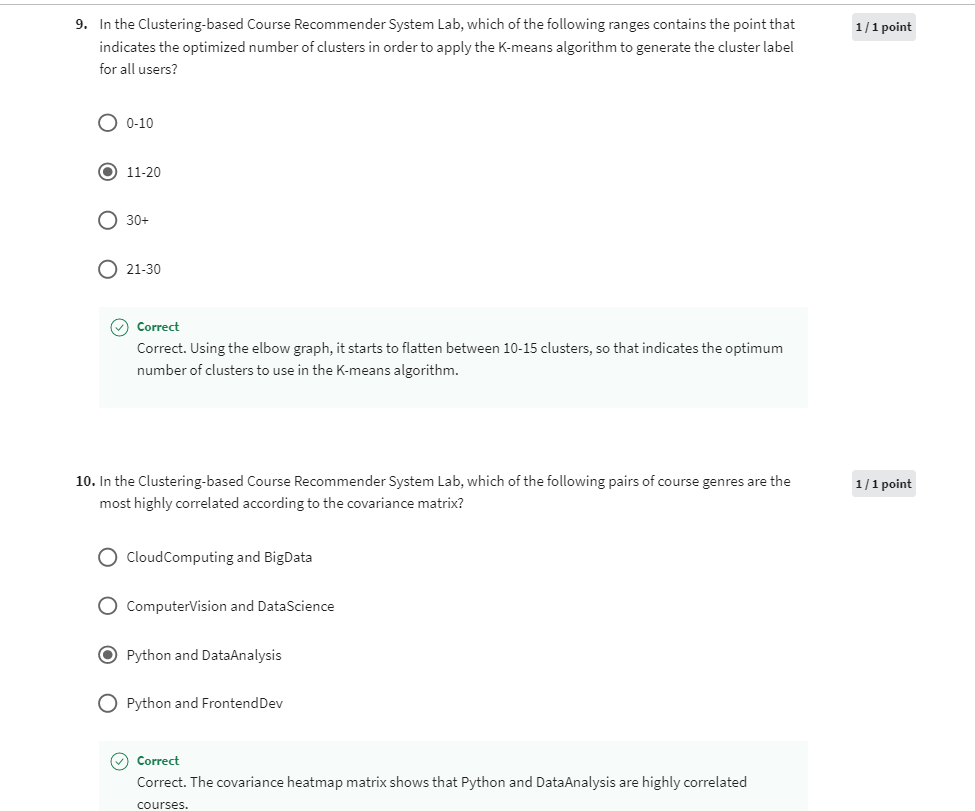 9. In the Clustering-based Course Recommender System Lab, which of the following ranges contains the point that
1 / 1 point
indicates the optimized number of clusters in order to apply the K-means algorithm to generate the cluster label
for all users?
0-10
11-20
30+
21-30
Correct
Correct. Using the elbow graph, it starts to flatten between 10-15 clusters, so that indicates the optimum
number of clusters to use in the K-means algorithm.
10. In the Clustering-based Course Recommender System Lab, which of the following pairs of course genres are the
1 / 1 point
most highly correlated according to the covariance matrix?
CloudComputing and BigData
ComputerVision and DataScience
Python and DataAnalysis
Python and FrontendDev
Correct
Correct. The covariance heatmap matrix shows that Python and DataAnalysis are highly correlated
courses.